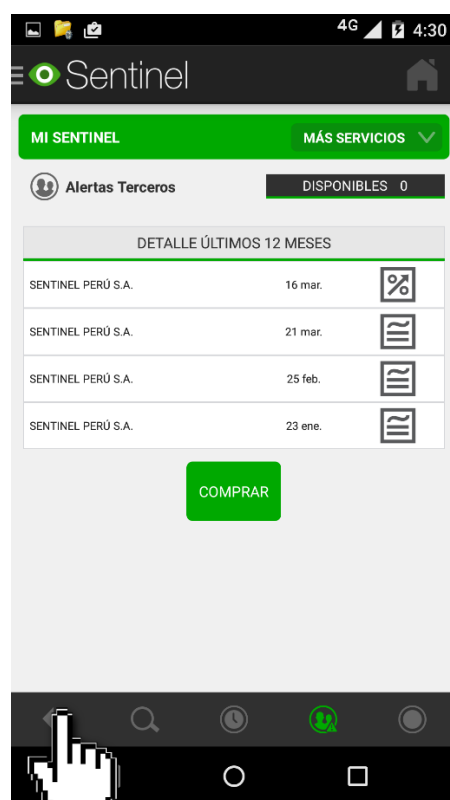 4G 4:30
Sentinel
MI SENTINEL MÁS SERVICIOS
Alertas Terceros DISPONIBLES 0
DETALLE ÚLTIMOS 12 MESES
SENTINEL PERÚ S.A. 16 mar.
SENTINEL PERÚ S.A. 21 mar.
SENTINEL PERÚ S.A. 25 feb.
SENTINEL PERÚ S.A. 23 ene.
COMPRAR